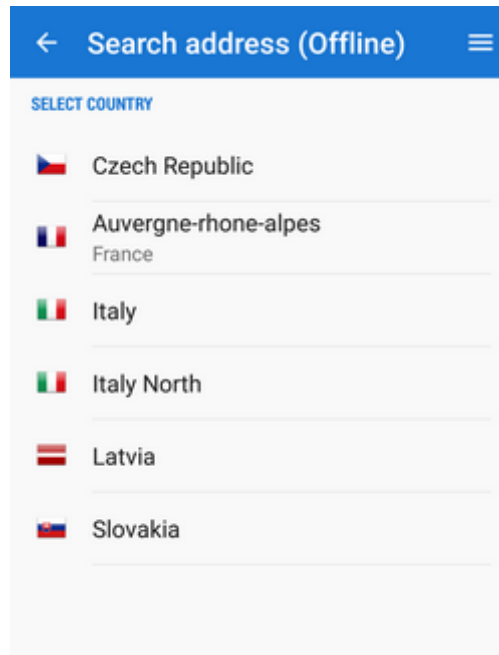 Search address (Offline)
SELECT COUNTRY
Czech Republic
Auvergne-rhone-alpes
France
Italy
Italy North
Latvia
Slovakia